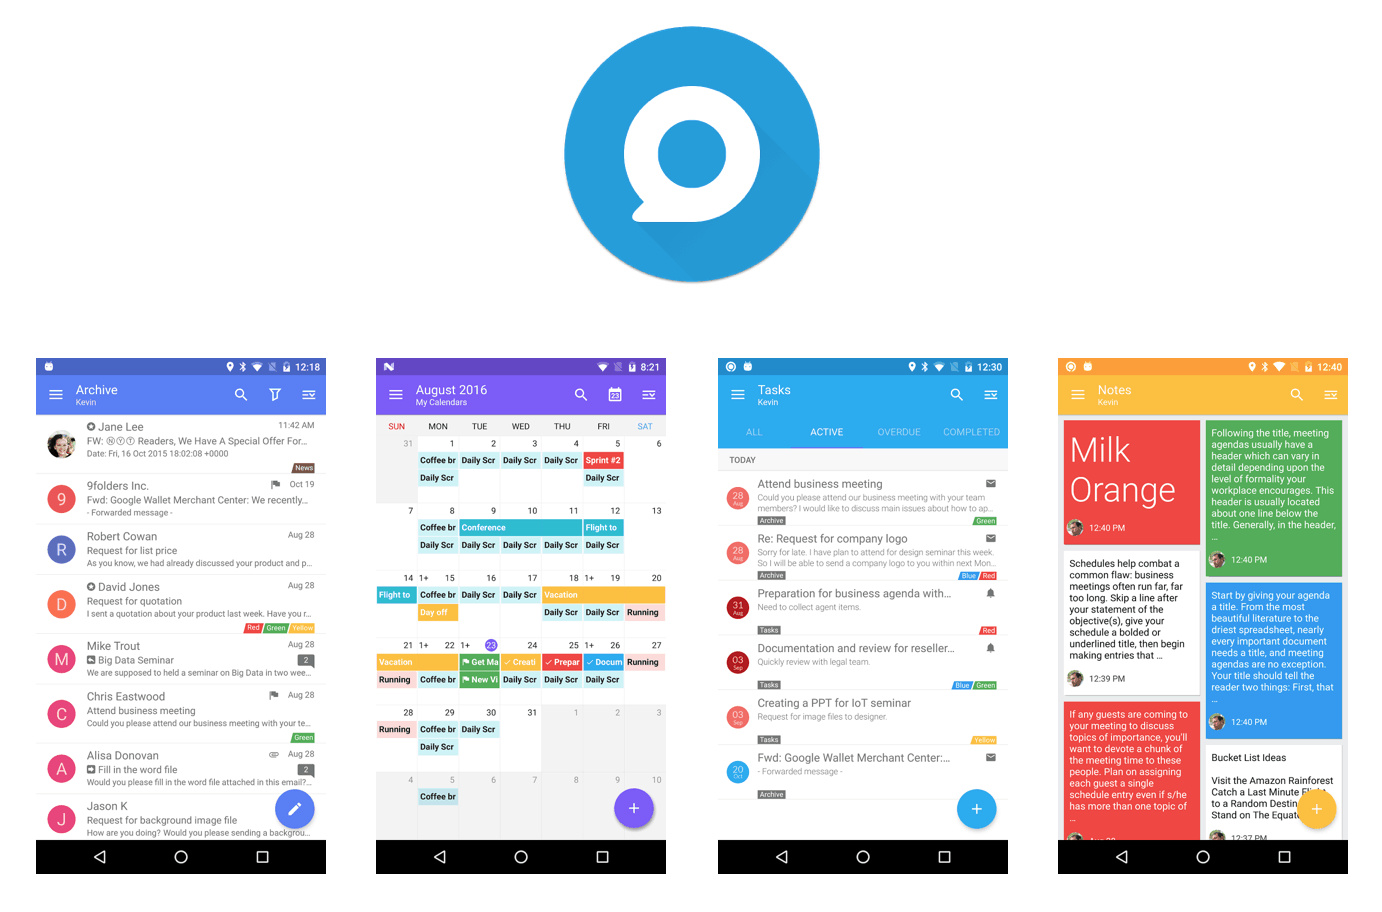 12:18
Archive
Kevin
Jane Lee 11:42 AM
FW: ⓃⓎⓉ Readers, We Have A Special Offer For...
Date: Fri, 16 Oct 2015 18:02:08 +0000
News
9 9folders Inc. Oct 19
Fwd: Google Wallet Merchant Center: We recently...
- Forwarded message -
R Robert Cowan Aug 28
Request for list price
As you know, we had already discussed your product and p...
D David Jones Aug 28
Request for quotation
I sent a quotation about your product last week. Have you r...
Red Green Yellow
M Mike Trout Aug 28
Big Data Seminar 2
We are supposed to held a seminar on Big Data in two wee...
C Chris Eastwood Aug 28
Attend business meeting
Could you please attend our business meeting with your te...
Green
A Alisa Donovan Aug 28
Fill in the word file 2
Would you please fill in the word file attached in this email?...
J Jason K
Request for background image file
How are you doing? Would you please sending a backgrou...
8:21
August 2016 23
My Calendars
SUN MON TUE WED THU FRI SAT
31 1 2 3 4 5 6
Coffee br Daily Scr Daily Scr Daily Scr Sprint #2
Daily Scr Daily Scr
7 8 9 10 11 12 13
Coffee br Conference Flight to
Daily Scr Daily Scr Daily Scr Daily Scr Daily Scr
14 1+ 15 16 17 18 1+ 19 20
Flight to Coffee br Daily Scr Daily Scr Vacation
Day off Daily Scr Daily Scr Running
21 1+ 22 1+ 23 24 25 1+ 26 27
Vacation Get Ma Creati Prepar Docum Running
Running Coffee br New Vi Daily Scr Daily Scr Daily Scr
28 29 30 31 1 2 3
Running Coffee br Daily Scr
Daily Scr
4 5 6 7 8 9 10
Coffee br
12:30
Tasks
Kevin
ALL ACTIVE OVERDUE COMPLETED
TODAY
28 Aug Attend business meeting
Could you please attend our business meeting with your team
members? I would like to discuss main issues about how to ap...
Archive Green
28 Aug Re: Request for company logo
Sorry for late. I have plan to attend for design seminar this week.
So I will be able to send a company logo to you within next Mon...
Archive Blue Red
31 Aug Preparation for business agenda with...
Need to collect agent items.
Tasks Red
03 Sep Documentation and review for reseller...
Quickly review with legal team.
Tasks Blue Green
03 Sep Creating a PPT for IoT seminar
Request for image files to designer.
Tasks Yellow
20 Oct Fwd: Google Wallet Merchant Center:...
- Forwarded message -
Archive
12:40
Notes
Kevin
Milk
Orange
12:40 PM
Schedules help combat a
common flaw: business
meetings often run far, far
too long. Skip a line after
your statement of the
objective(s), give your
schedule a bolded or
underlined title, then begin
making entries that ...
12:39 PM
If any guests are coming to
your meeting to discuss
topics of importance, you'll
want to devote a chunk of
the meeting time to these
people. Plan on assigning
each guest a single
schedule entry even if s/he
has more than one topic of
...
Following the title, meeting
agendas usually have a
header which can vary in
detail depending upon the
level of formality your
workplace encourages. This
header is usually located
about one line below the
title. Generally, in the header,
...
12:40 PM
Start by giving your agenda
a title. From the most
beautiful literature to the
driest spreadsheet, nearly
every important document
needs a title, and meeting
agendas are no exception.
Your title should tell the
reader two things: First, that
...
12:40 PM
Bucket List Ideas
Visit the Amazon Rainforest
Catch a Last Minute
to a Random
Stand on The
12:37 PM